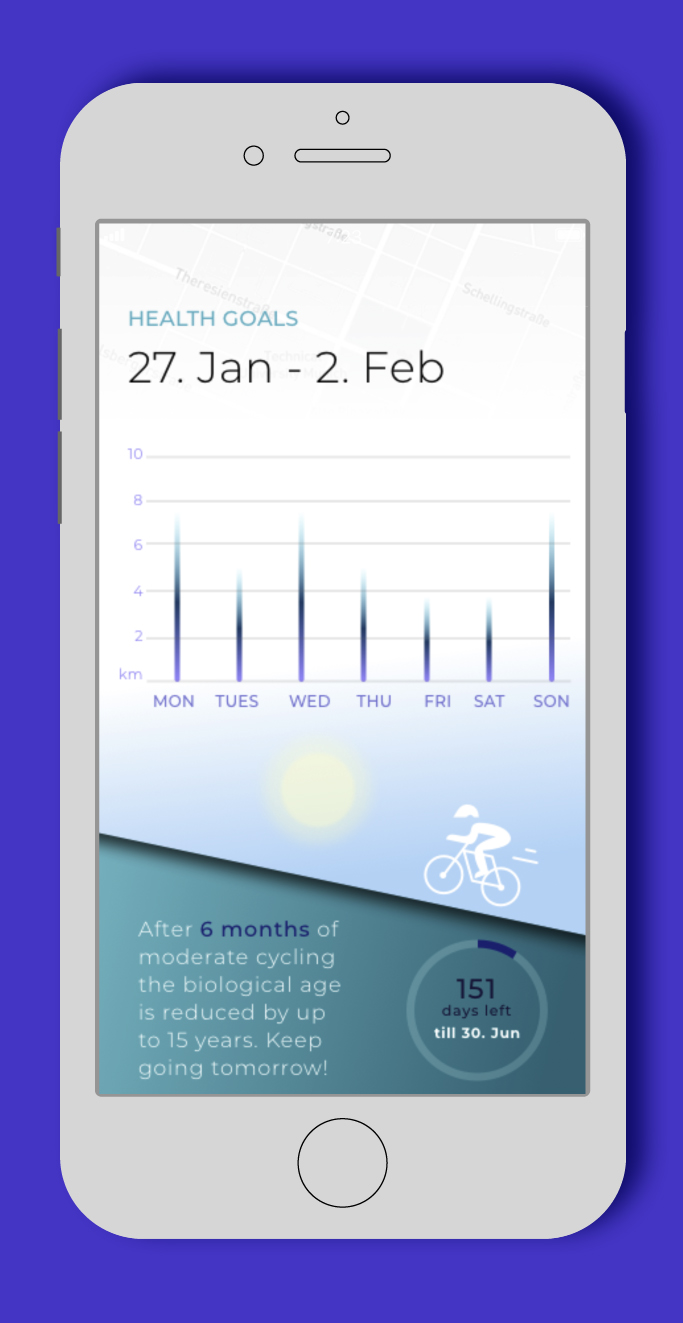 gstraße
Theresienstraße
Schellingstraße
HEALTH GOALS
Technical
27. Jan - 2. Feb
10
8
6
4
2
km
MON TUES WED THU FRI SAT SON
After 6 months of
moderate cycling
the biological age
is reduced by up
to 15 years. Keep
going tomorrow!
151
days left
till 30. Jun